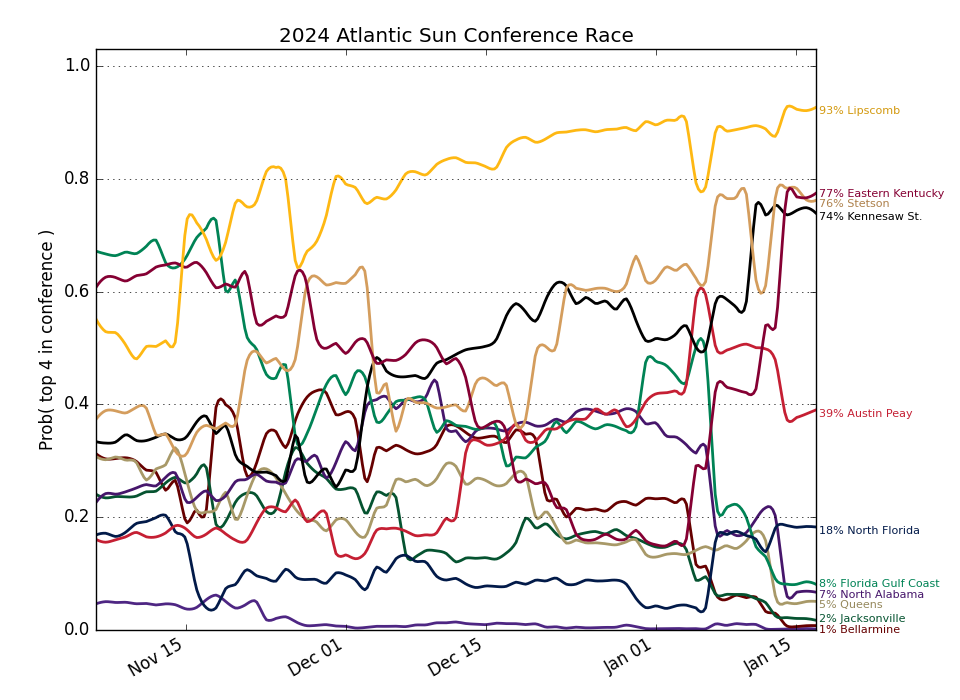 2024 Atlantic Sun Conference Race
Prob( top 4 in conference )
1.0
0.8
0.6
0.4
0.2
0.0
Nov 15
Dec 01
Dec 15
Jan 01
Jan 15
93% Lipscomb
77% Eastern Kentucky
76% Stetson
74% Kennesaw St.
39% Austin Peay
18% North Florida
8% Florida Gulf Coast
7% North Alabama
5% Queens
2% Jacksonville
1% Bellarmine